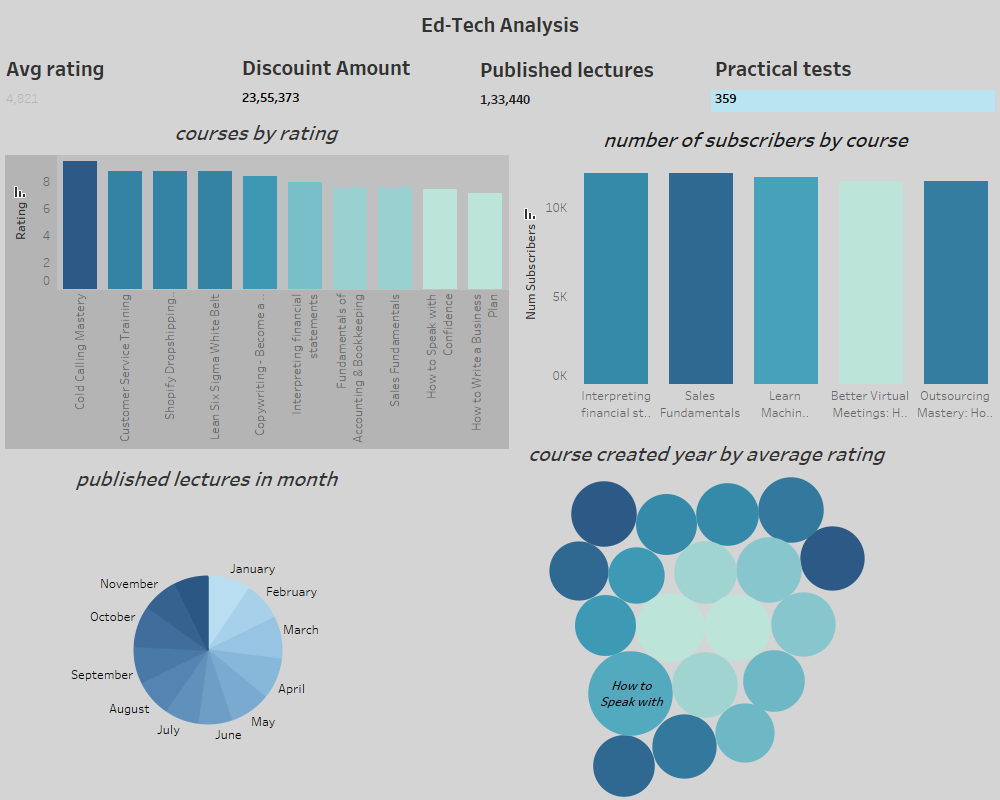 Ed-Tech Analysis
Avg rating
4,821
Discouint Amount
23,55,373
Published lectures
1,33,440
Practical tests
359
courses by rating
Rating
8
6
4
2
0
Cold Calling Mastery
Customer Service Training
Shopify Dropshipping..
Lean Six Sigma White Belt
Copywriting - Become a ..
Interpreting financial
statements
Fundamentals of
Accounting & Bookkeeping
Sales Fundamentals
How to Speak with
Confidence
How to Write a Business
Plan
number of subscribers by course
Num Subscribers
10K
5K
0K
Interpreting
financial st..
Sales
Fundamentals
Learn
Machin..
Better Virtual
Meetings: H..
Outsourcing
Mastery: Ho..
published lectures in month
January
February
March
April
May
June
July
August
September
October
November
course created year by average rating
How to
Speak with